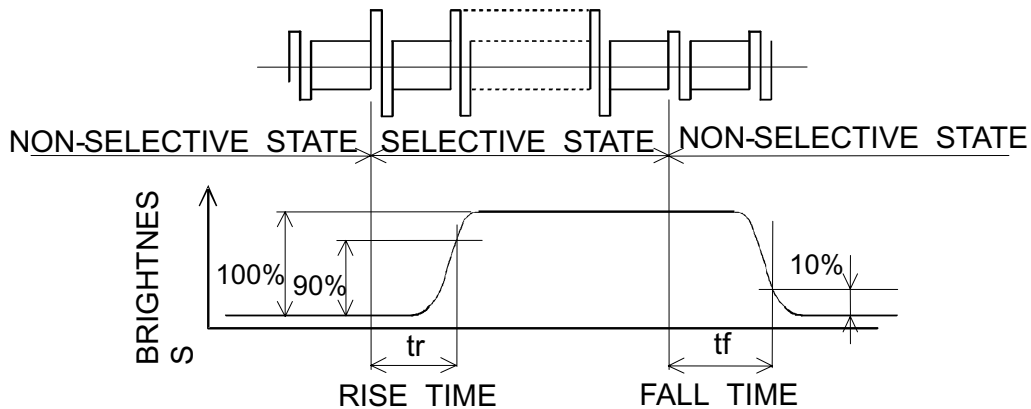 NON-SELECTIVE STATE
SELECTIVE STATE
NON-SELECTIVE STATE
BRIGHTNES
S
100%
90%
10%
tr
tf
RISE TIME
FALL TIME